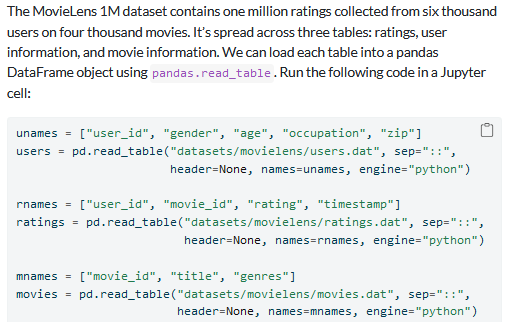 The MovieLens 1M dataset contains one million ratings collected from six thousand
users on four thousand movies. It’s spread across three tables: ratings, user
information, and movie information. We can load each table into a pandas
DataFrame object using pandas.read_table. Run the following code in a Jupyter
cell:
unames = ["user_id", "gender", "age", "occupation", "zip"]
users = pd.read_table("datasets/movielens/users.dat", sep="::",
                      header=None, names=unames, engine="python")
rnames = ["user_id", "movie_id", "rating", "timestamp"]
ratings = pd.read_table("datasets/movielens/ratings.dat", sep="::",
                        header=None, names=rnames, engine="python")
mnames = ["movie_id", "title", "genres"]
movies = pd.read_table("datasets/movielens/movies.dat", sep="::",
                       header=None, names=mnames, engine="python")